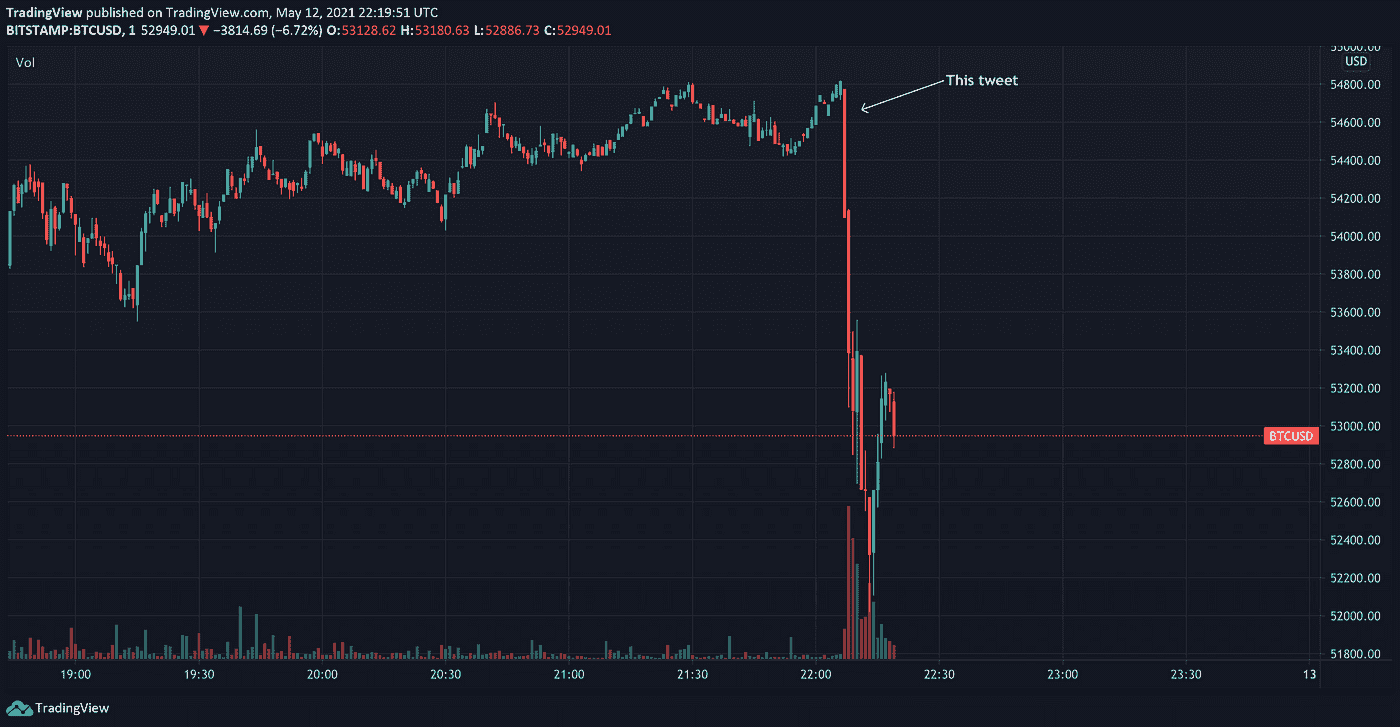 TradingView published on TradingView.com, May 12, 2021 22:19:51 UTC
BITSTAMP:BTCUSD, 1 52949.01 ▼ −3814.69 (−6.72%) O:53128.62 H:53180.63 L:52886.73 C:52949.01
Vol
This tweet
55000.00
USD
54800.00
54600.00
54400.00
54200.00
54000.00
53800.00
53600.00
53400.00
53200.00
53000.00
BTCUSD
52800.00
52600.00
52400.00
52200.00
52000.00
51800.00
19:00 19:30 20:00 20:30 21:00 21:30 22:00 22:30 23:00 23:30 13
TradingView